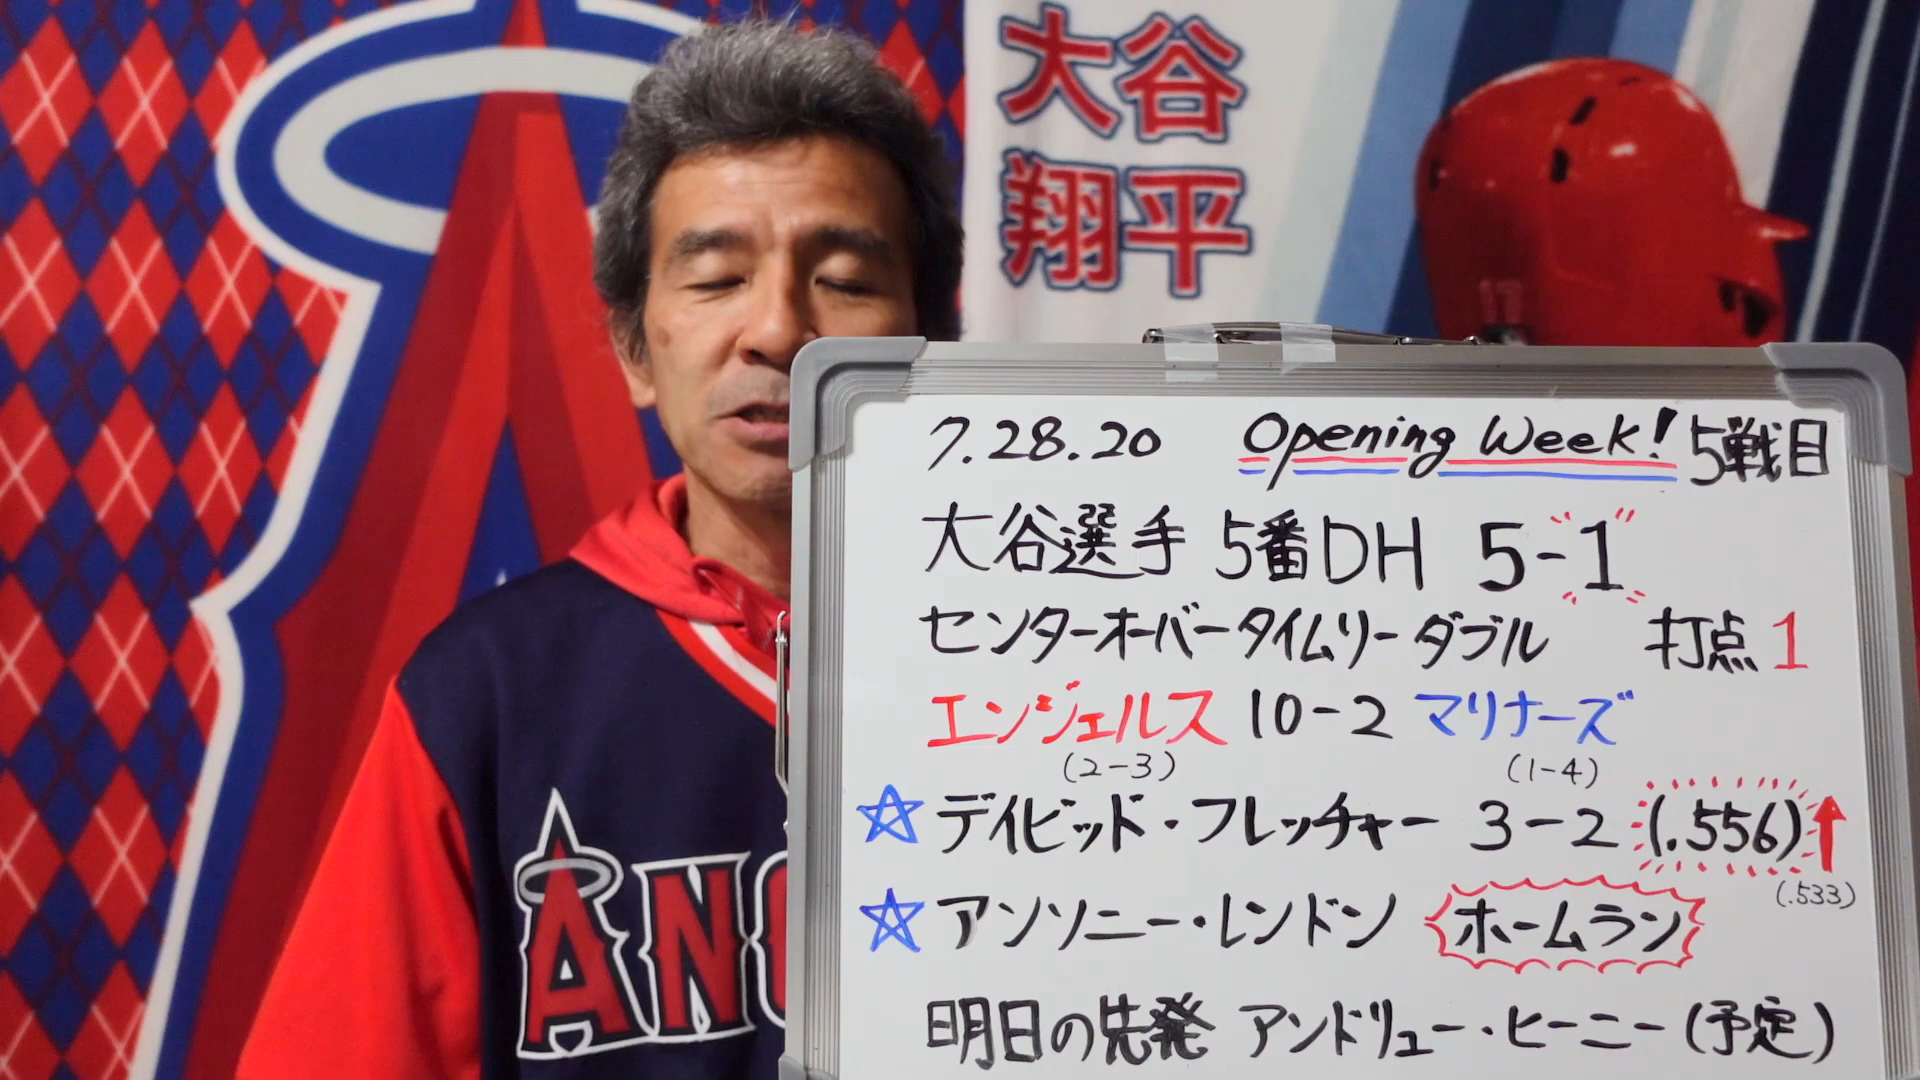 大谷
翔平
7.28.20 Opening Week! 5戦目
大谷選手 5番DH 5-1
センターオーバータイムリーダブル 打点1
エンジェルス 10-2 マリナーズ
(2-3) (1-4)
☆デイビッド・フレッチャー 3-2 (.556)↑
(.533)
☆アンソニー・レンドン ホームラン
明日の先発 アンドリュー・ヒーニー(予定)